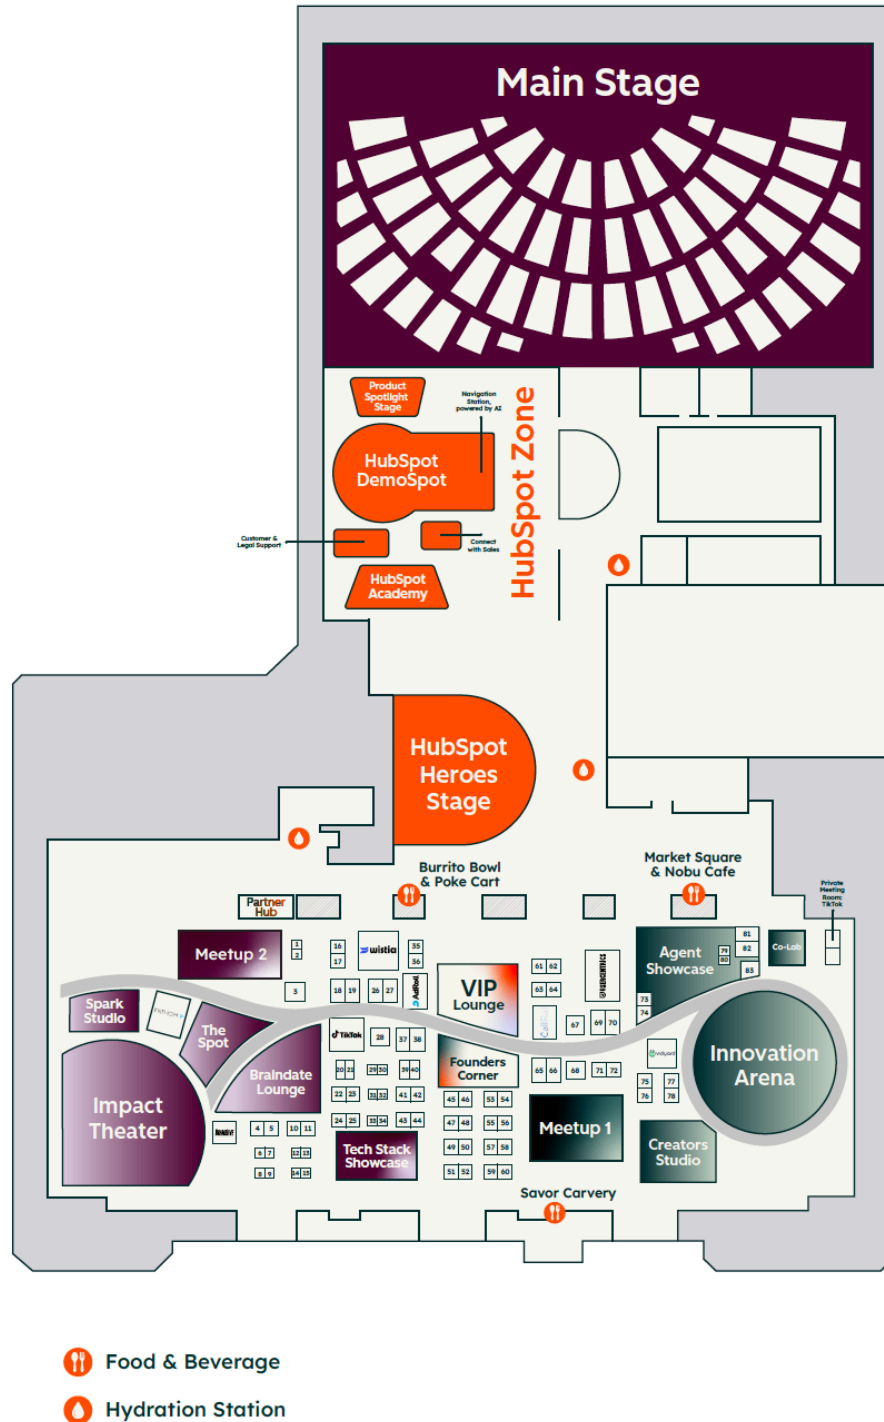 Main Stage
Product
Spotlight
Stage
Navigation
Station,
powered by AI
HubSpot
DemoSpot
HubSpot Zone
Customer &
Legal Support
Connect
with Sales
HubSpot
Academy
HubSpot
Heroes
Stage
Burrito Bowl
& Poke Cart
Market Square
& Nobu Cafe
Private
Meeting
Room:
TikTok
Partner
Hub
Meetup 2
1
2
3
16
17
wistia
35
36
18 19
26 27
AdRoll
VIP
Lounge
61 62
63 64
67
69 70
Agent
Showcase
79
80
81
82
83
73
74
Co-Lab
Spark
Studio
FATHOM
The
Spot
Braindate
Lounge
TikTok
28
37 38
20 21
29 30
39 40
22 23
31 32
41 42
24 25
33 34
43 44
Founders
Corner
65 66
68
71 72
vidyard
75
76
77
78
Innovation
Arena
Impact
Theater
4 5
10 11
6 7
12 13
8 9
14 15
Tech Stack
Showcase
45 46
53 54
47 48
55 56
49 50
57 58
51 52
59 60
Meetup 1
Creators
Studio
Savor Carvery
Food & Beverage
Hydration Station